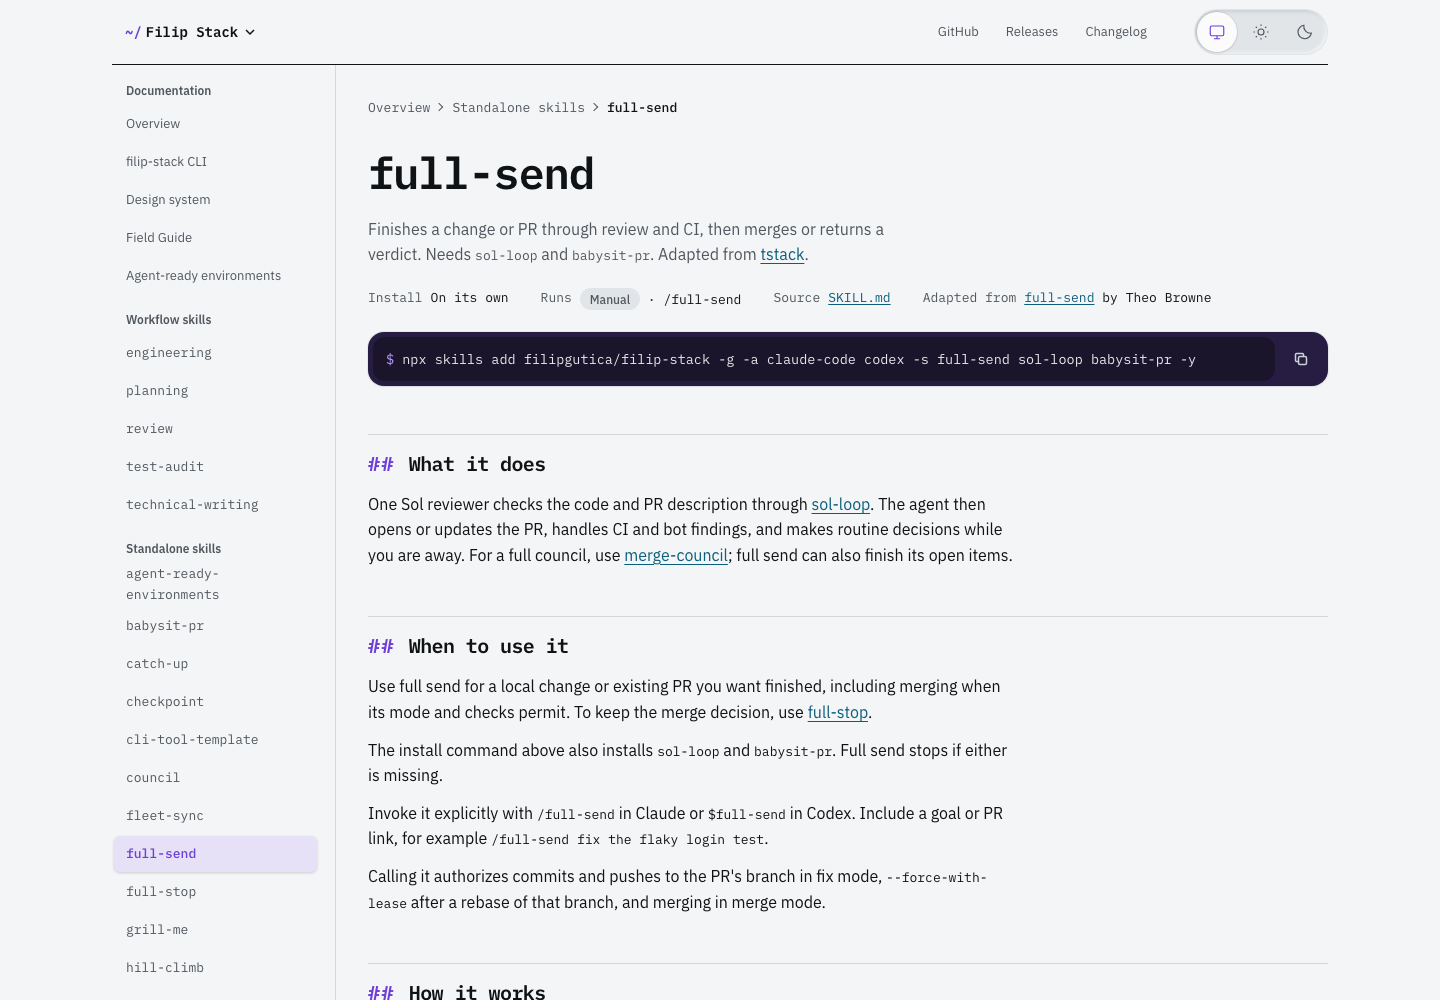 ~/ Filip Stack
GitHub Releases Changelog
Documentation
Overview
filip-stack CLI
Design system
Field Guide
Agent-ready environments
Workflow skills
engineering
planning
review
test-audit
technical-writing
Standalone skills
agent-ready-
environments
babysit-pr
catch-up
checkpoint
cli-tool-template
council
fleet-sync
full-send
full-stop
grill-me
hill-climb
Overview > Standalone skills > full-send
full-send
Finishes a change or PR through review and CI, then merges or returns a
verdict. Needs sol-loop and babysit-pr. Adapted from tstack.
Install On its own Runs Manual · /full-send Source SKILL.md Adapted from full-send by Theo Browne
$ npx skills add filipgutica/filip-stack -g -a claude-code codex -s full-send sol-loop babysit-pr -y
## What it does
One Sol reviewer checks the code and PR description through sol-loop. The agent then
opens or updates the PR, handles CI and bot findings, and makes routine decisions while
you are away. For a full council, use merge-council; full send can also finish its open items.
## When to use it
Use full send for a local change or existing PR you want finished, including merging when
its mode and checks permit. To keep the merge decision, use full-stop.
The install command above also installs sol-loop and babysit-pr. Full send stops if either
is missing.
Invoke it explicitly with /full-send in Claude or $full-send in Codex. Include a goal or PR
link, for example /full-send fix the flaky login test.
Calling it authorizes commits and pushes to the PR's branch in fix mode, --force-with-
lease after a rebase of that branch, and merging in merge mode.
## How it works